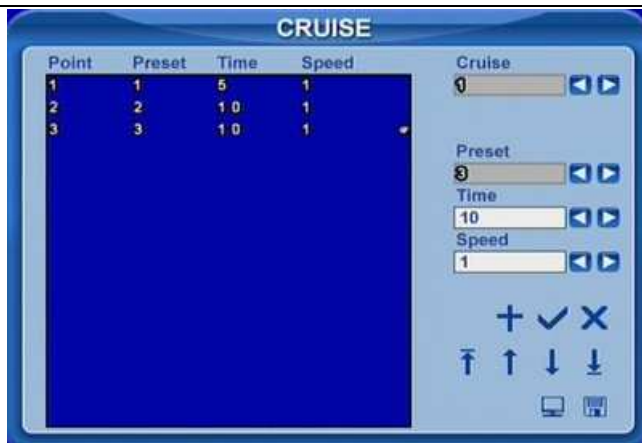 CRUISE
Point Preset Time Speed
1 1 5 1
2 2 10 1
3 3 10 1
Cruise
1
Preset
3
Time
10
Speed
1